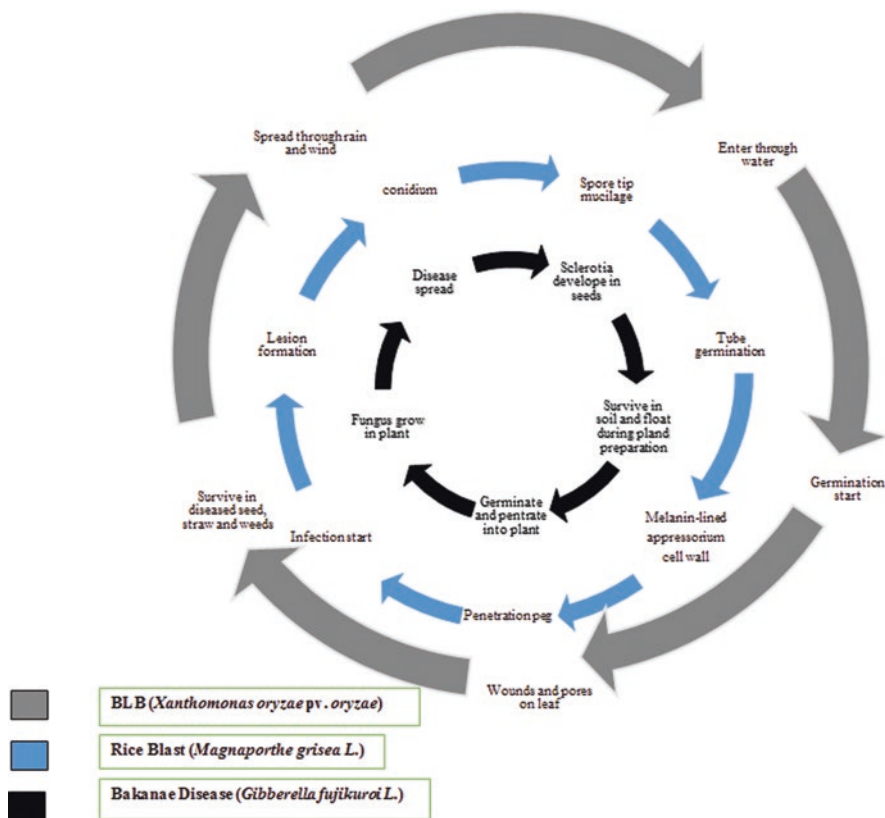 Spread through rain
and wind
Enter through
water
conidium
Spore tip
mucilage
Disease
spread
Sclerotia
develope in
seeds
Lesion
formation
Tube
germination
Fungus grow
in plant
Survive in
soil and float
during pland
preparation
Survive in
diseased seed,
straw and weeds
Germination
start
Germinate
and pentrate
into plant
Infection start
Melanin-lined
appressorium
cell wall
Penetration peg
Wounds and pores
on leaf
BLB (Xanthomonas oryzae pv. oryzae)
Rice Blast (Magnaporthe grisea L.)
Bakanae Disease (Gibberella fujikuroi L.)